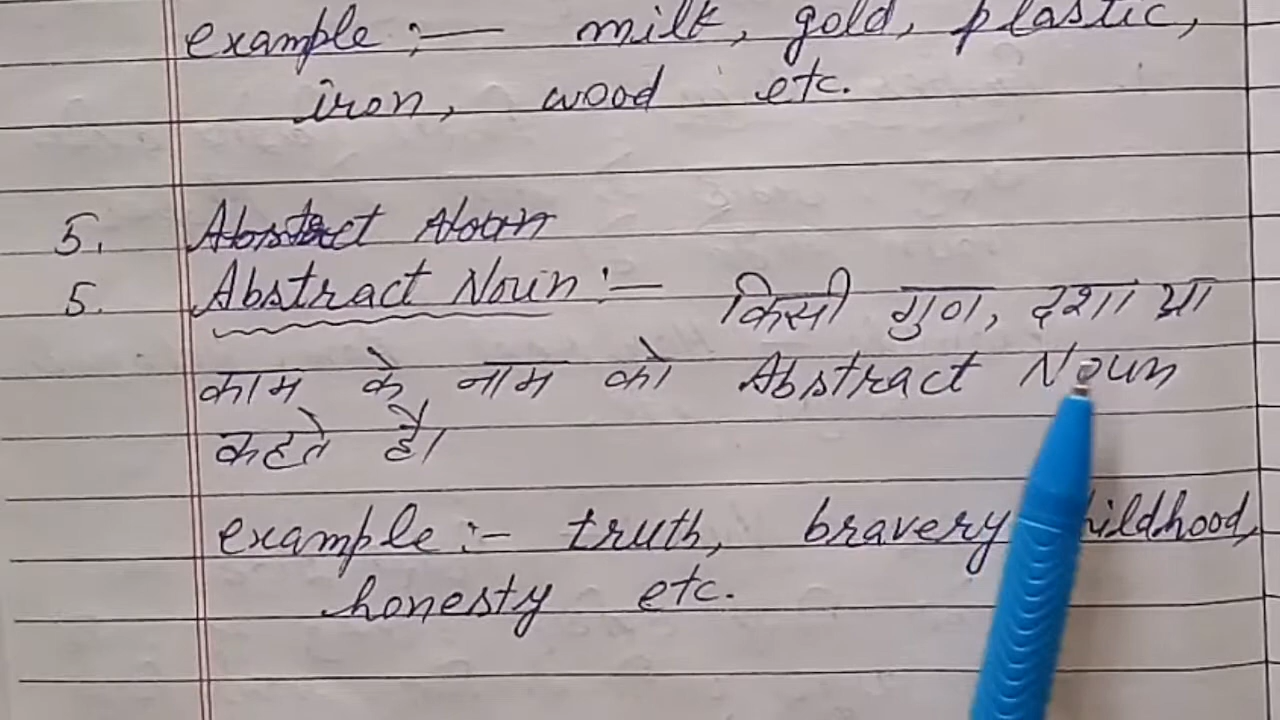 example :— milk, gold, plastic,
iron, wood etc.
5. Abstract Noun
5. Abstract Noun :— किसी गुण, दशा या
काम के नाम को Abstract Noun
कहते है।
example :- truth, bravery childhood,
honesty etc.